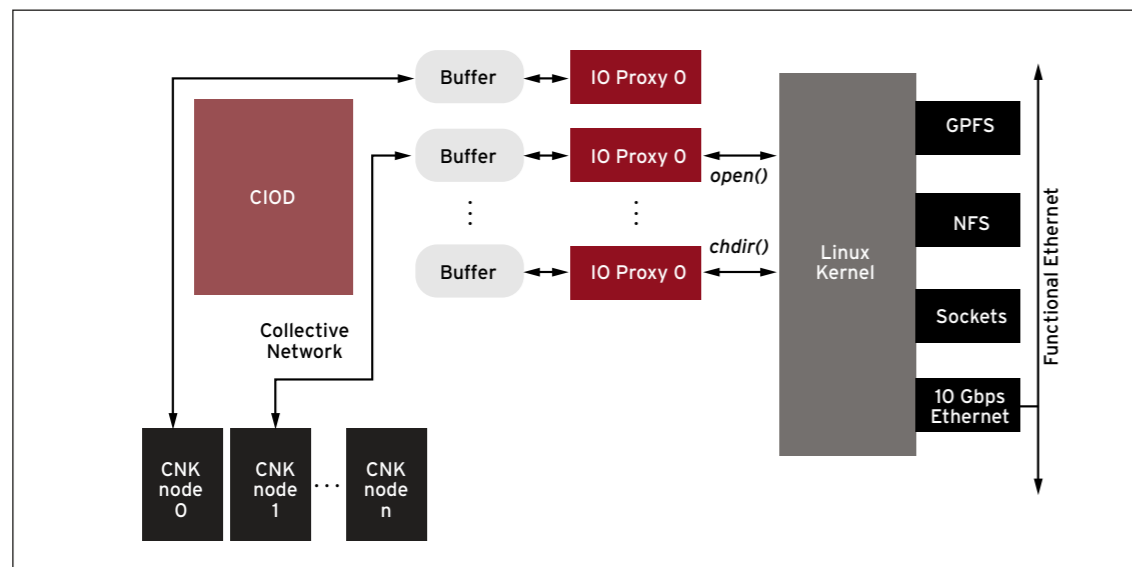 Buffer
IO Proxy 0
CIOD
Buffer
IO Proxy 0
open()
GPFS
NFS
Functional Ethernet
chdir()
Linux
Kernel
Buffer
IO Proxy 0
Sockets
Collective
Network
10 Gbps
Ethernet
CNK
node
0
CNK
node
1
...
CNK
node
n